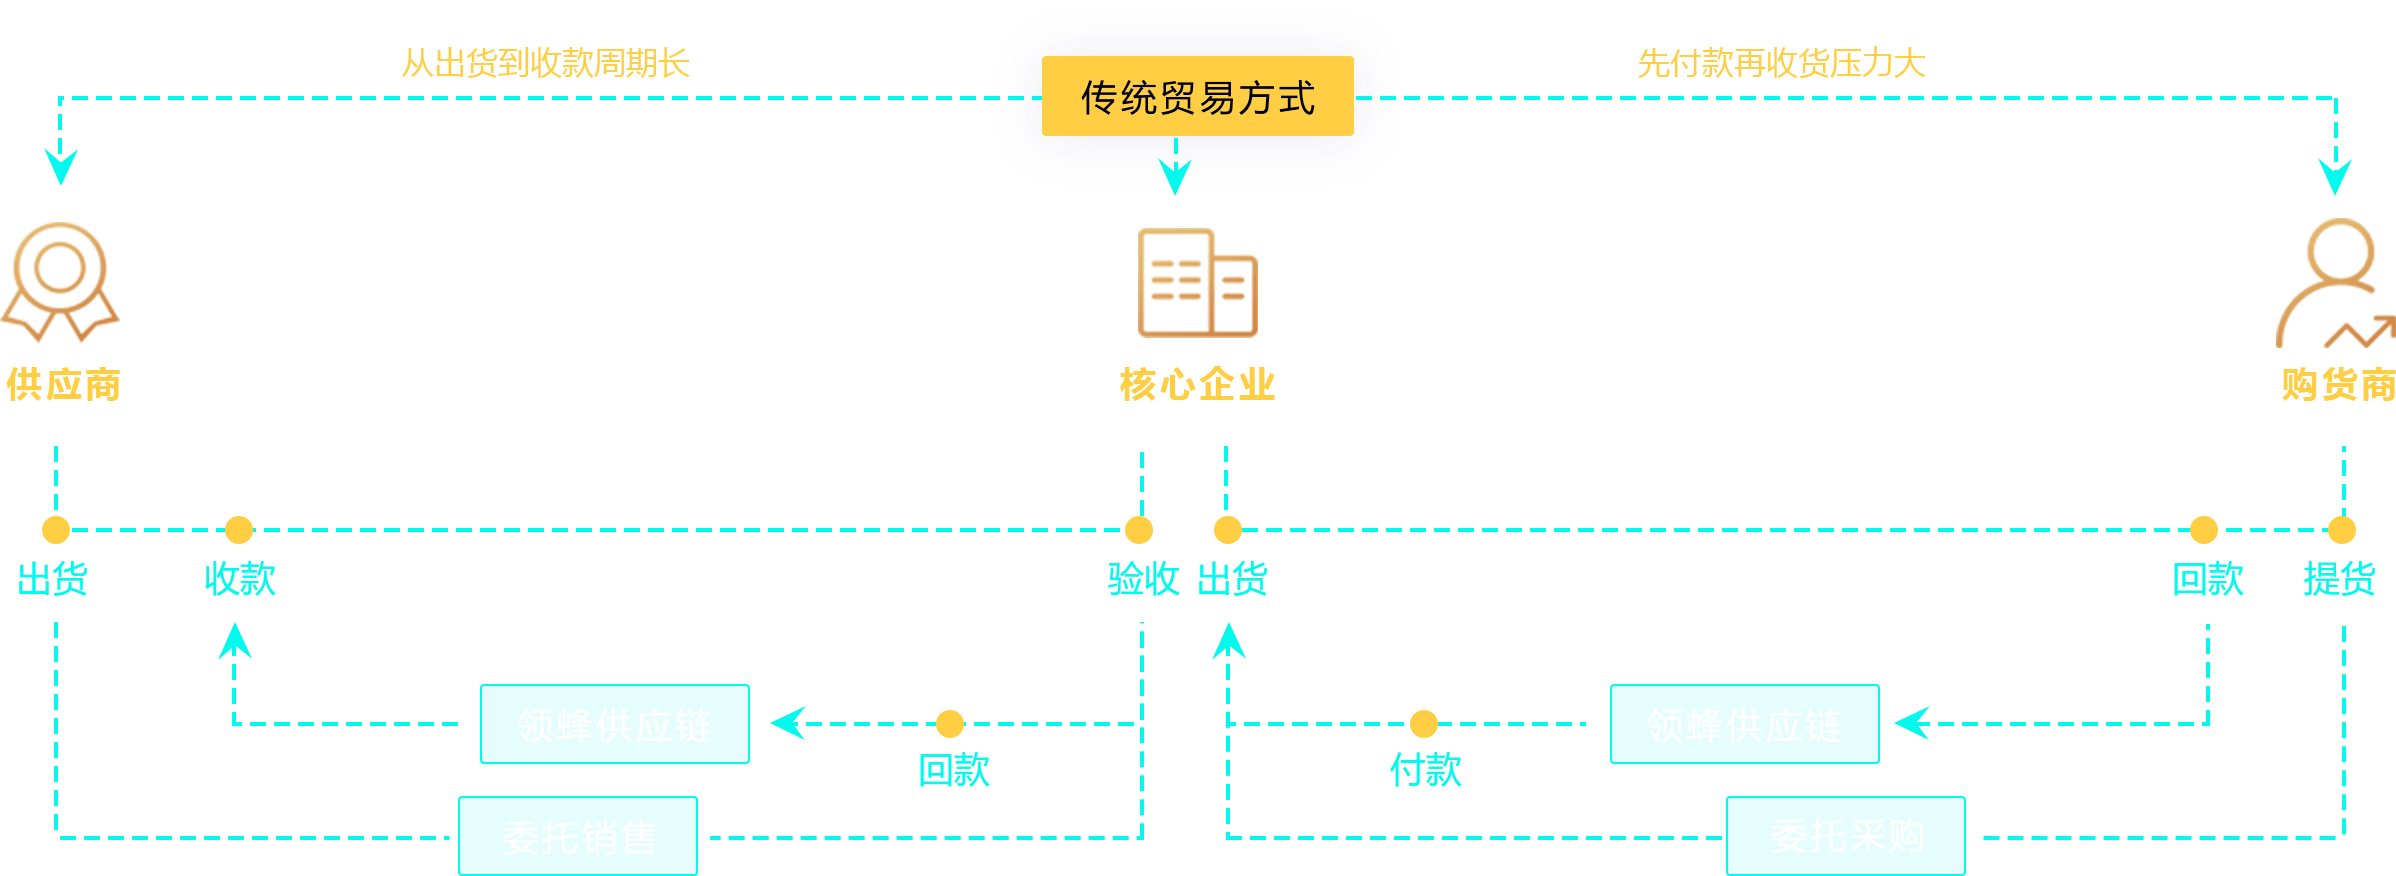 从出货到收款周期长
传统贸易方式
先付款再收货压力大
供应商
核心企业
购货商
出货
收款
验收
出货
回款
提货
领蜂供应链
回款
付款
领蜂供应链
委托销售
委托采购